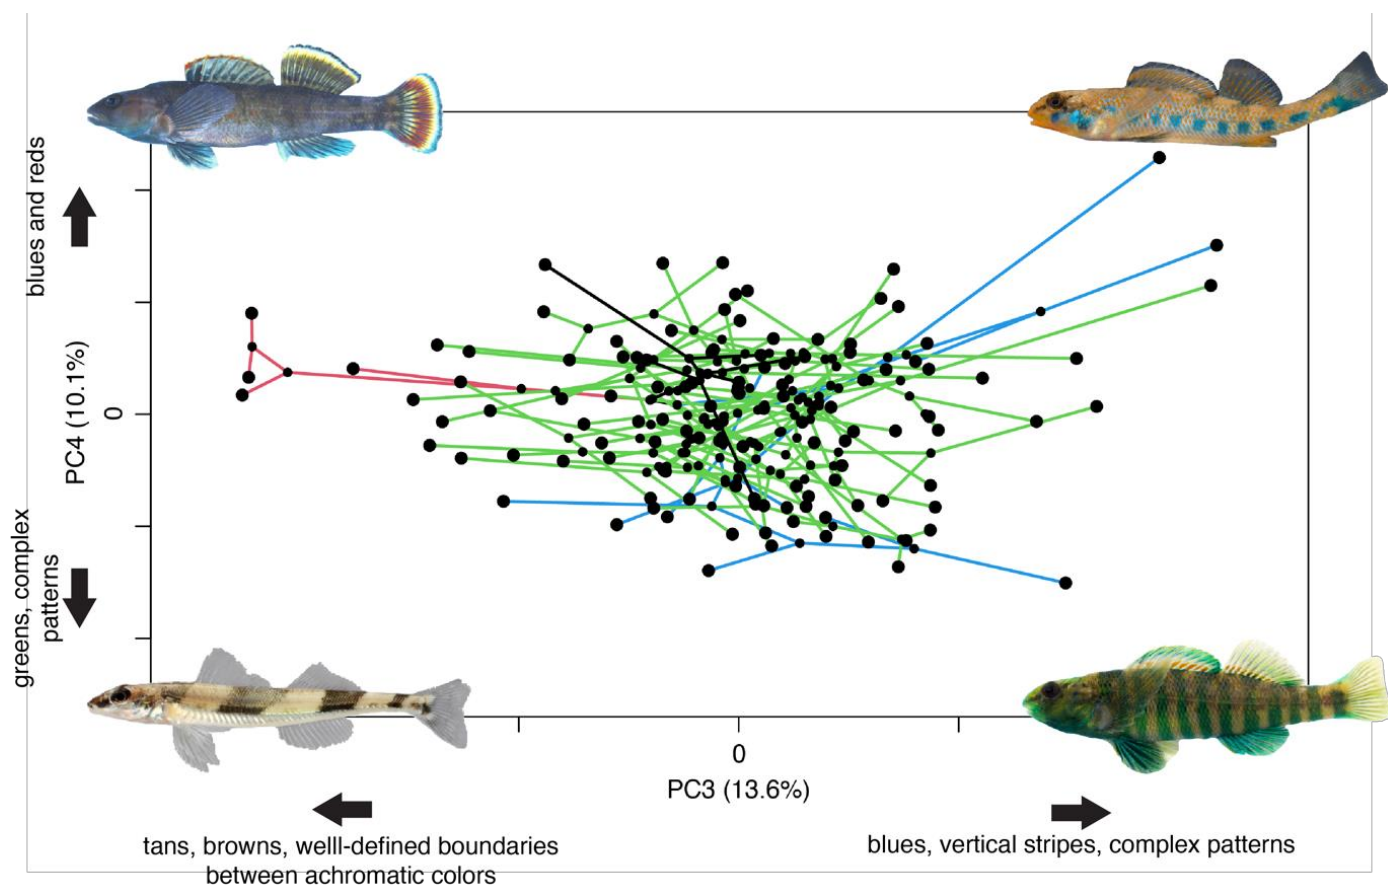 blues and reds
PC4 (10.1%)
0
greens, complex
patterns
0
PC3 (13.6%)
tans, browns, welll-defined boundaries
between achromatic colors
blues, vertical stripes, complex patterns